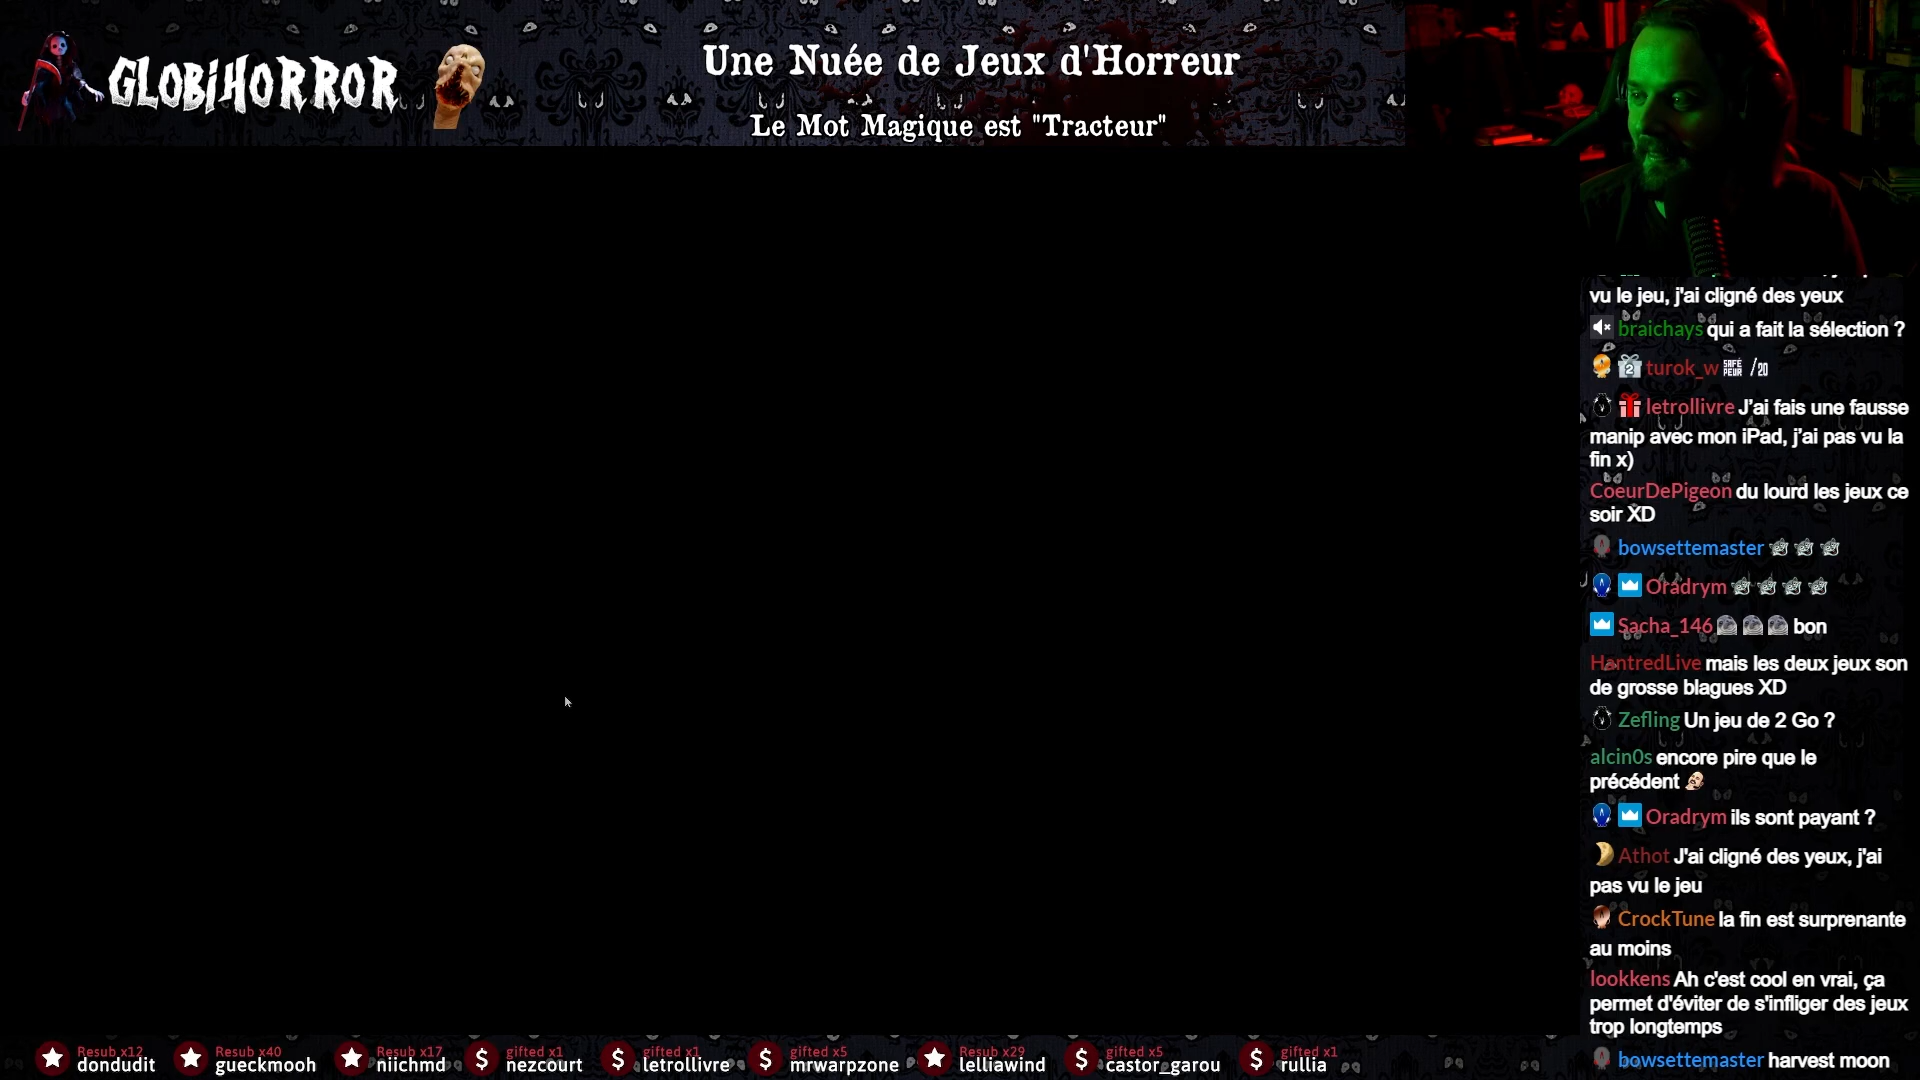 GLOBiHORROR
Une Nuée de Jeux d'Horreur
Le Mot Magique est "Tracteur"
vu le jeu, j'ai cligné des yeux
braichays qui a fait la sélection ?
turok_w SAFÉ PEUR /20
letrollivre J'ai fais une fausse
manip avec mon iPad, j'ai pas vu la
fin x)
CoeurDePigeon du lourd les jeux ce
soir XD
bowsettemaster
Oradrym
Sacha_146 bon
HantredLive mais les deux jeux son
de grosse blagues XD
Zefling Un jeu de 2 Go ?
alcin0s encore pire que le
précédent
Oradrym ils sont payant ?
Athot J'ai cligné des yeux, j'ai
pas vu le jeu
CrockTune la fin est surprenante
au moins
lookkens Ah c'est cool en vrai, ça
permet d'éviter de s'infliger des jeux
trop longtemps
bowsettemaster harvest moon
Resub x12
dondudit
Resub x40
gueckmooh
Resub x17
niichmd
gifted x1
nezcourt
gifted x1
letrollivre
gifted x5
mrwarpzone
Resub x29
lelliawind
gifted x5
castor_garou
gifted x1
rullia